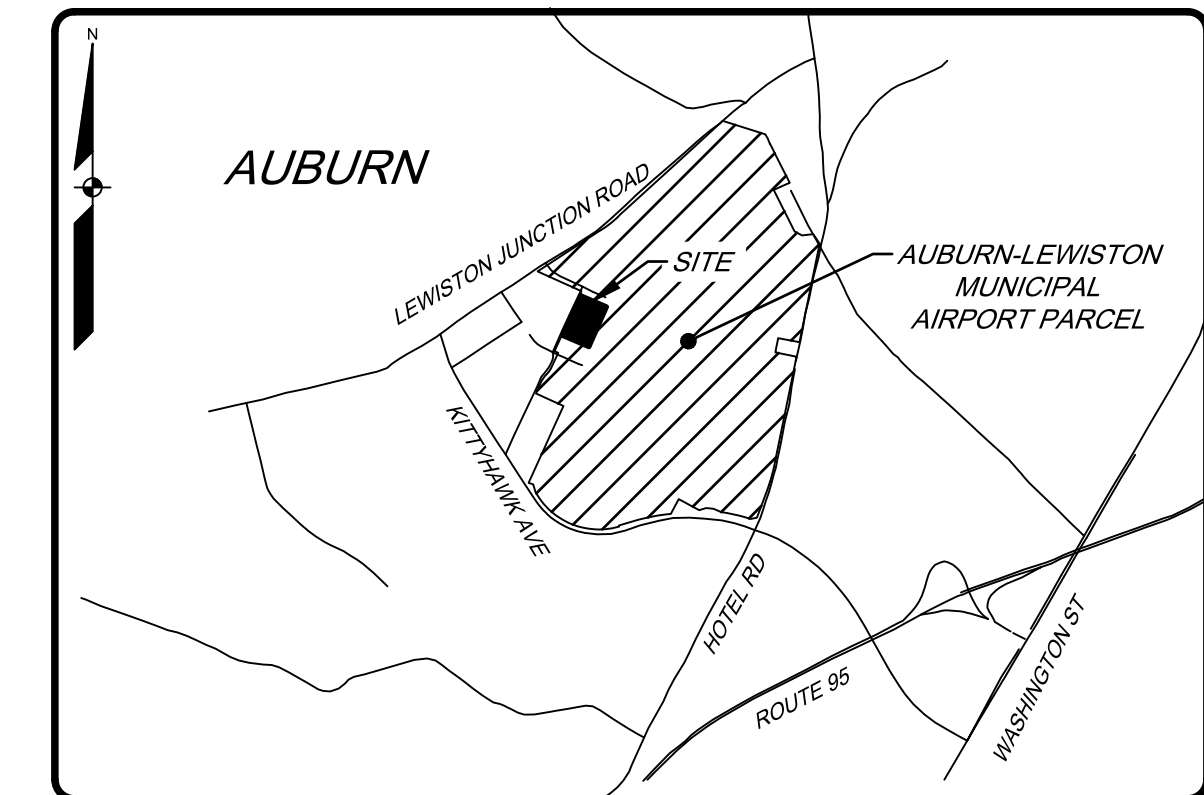 N
AUBURN
LEWISTON JUNCTION ROAD
SITE
AUBURN-LEWISTON
MUNICIPAL
AIRPORT PARCEL
KITTYHAWK AVE
HOTEL RD
ROUTE 95
WASHINGTON ST